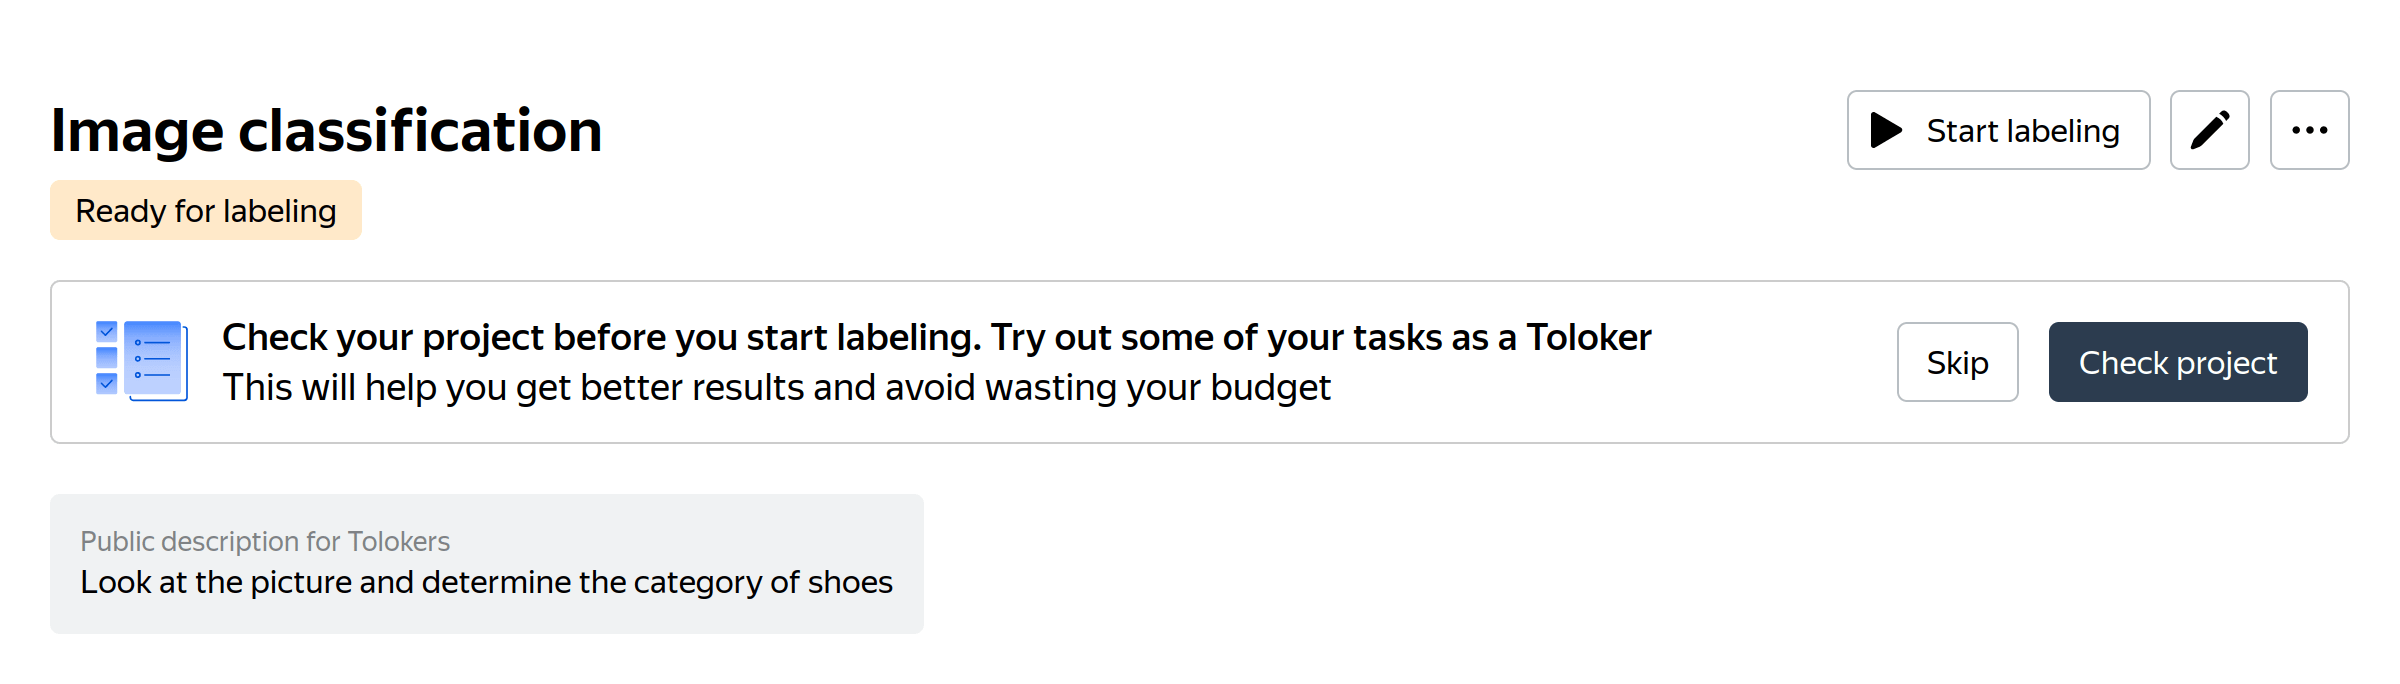 Image classification
Start labeling
Ready for labeling
Check your project before you start labeling. Try out some of your tasks as a Toloker
This will help you get better results and avoid wasting your budget
Skip
Check project
Public description for Tolokers
Look at the picture and determine the category of shoes